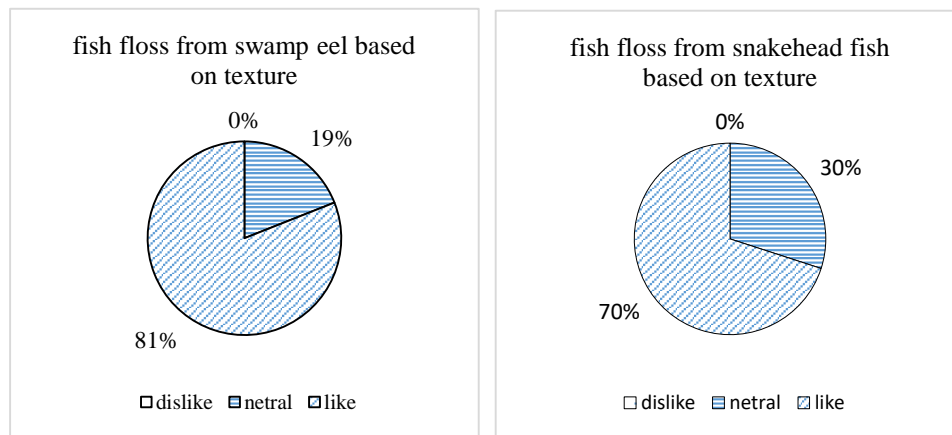 fish floss from swamp eel based
on texture
0%
19%
81%
dislike netral like
fish floss from snakehead fish
based on texture
0%
30%
70%
dislike netral like